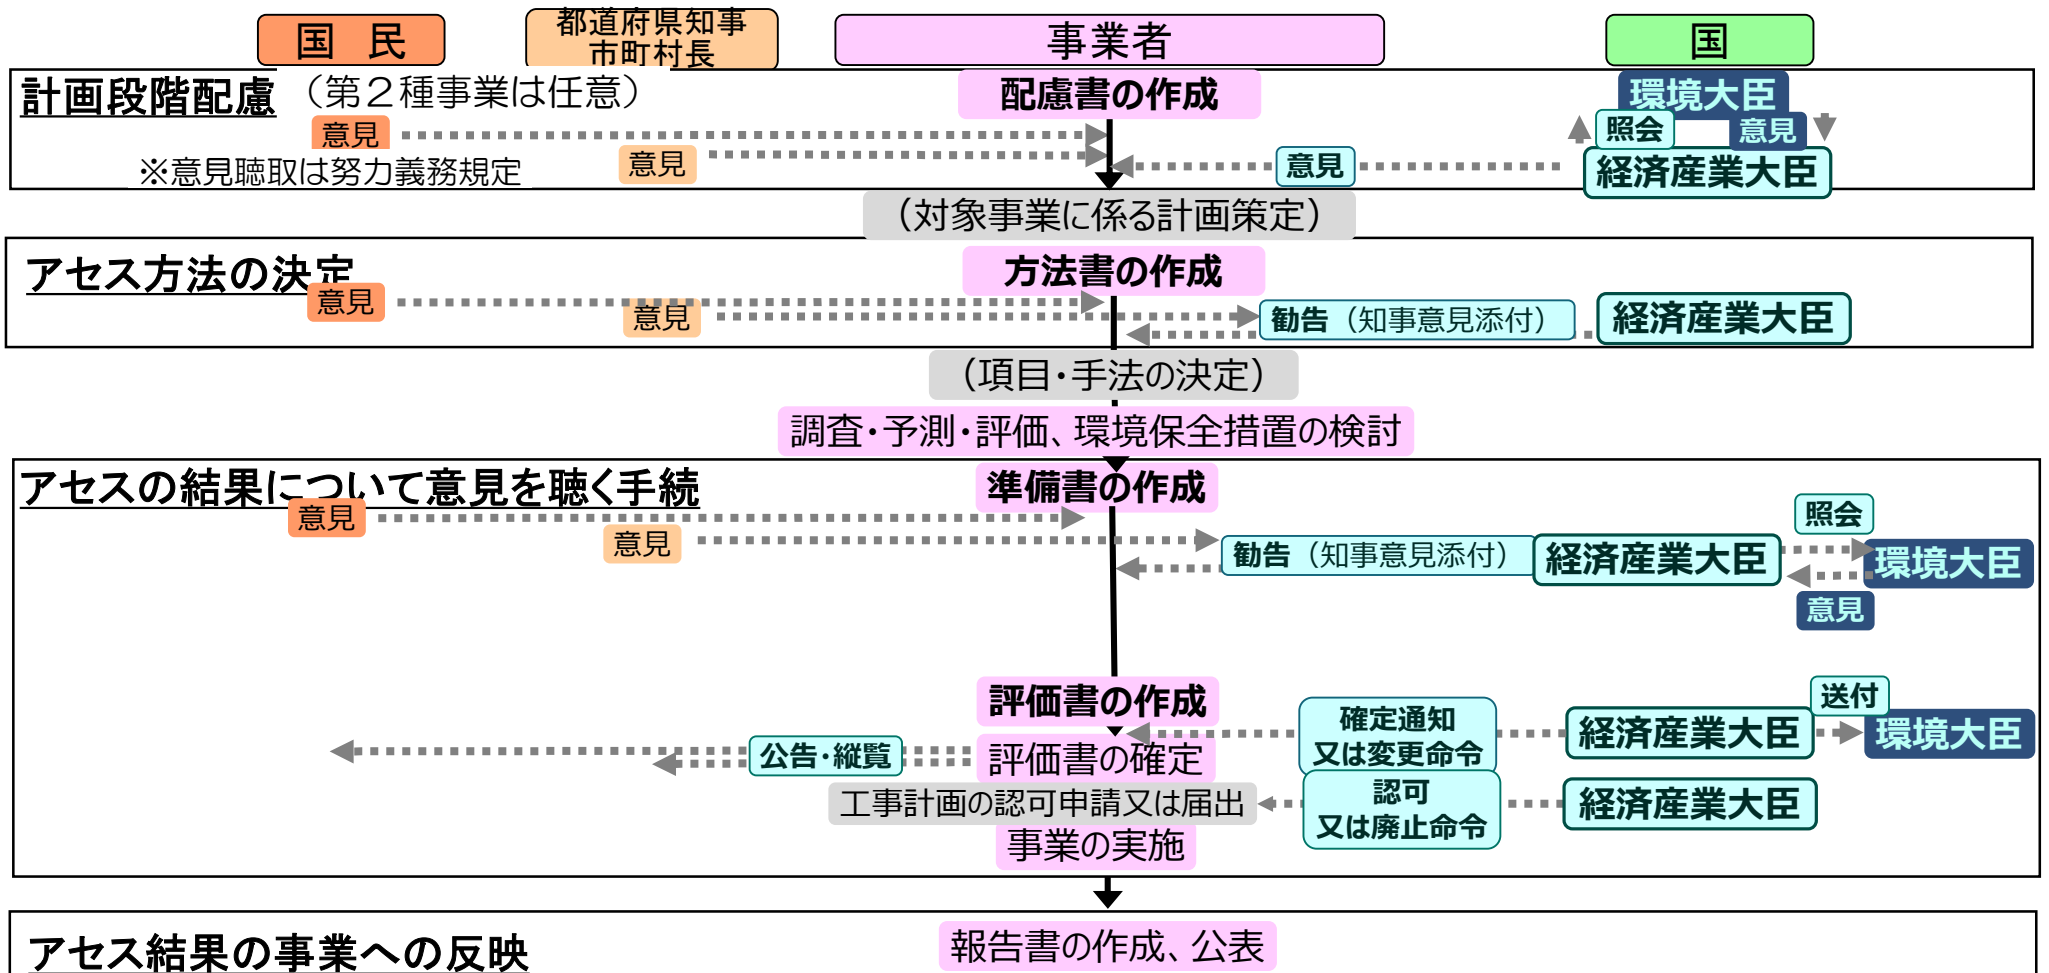 国　民
都道府県知事
市町村長
事業者
国
計画段階配慮
（第２種事業は任意）
配慮書の作成
環境大臣
意見
照会
意見
意見
意見
※意見聴取は努力義務規定
経済産業大臣
（対象事業に係る計画策定）
アセス方法の決定
方法書の作成
意見
意見
勧告（知事意見添付）
経済産業大臣
（項目・手法の決定）
調査・予測・評価、環境保全措置の検討
アセスの結果について意見を聴く手続
準備書の作成
意見
意見
照会
勧告（知事意見添付）
経済産業大臣
環境大臣
意見
評価書の作成
確定通知
又は変更命令
経済産業大臣
送付
環境大臣
公告・縦覧
評価書の確定
工事計画の認可申請又は届出
認可
又は廃止命令
経済産業大臣
事業の実施
アセス結果の事業への反映
報告書の作成、公表